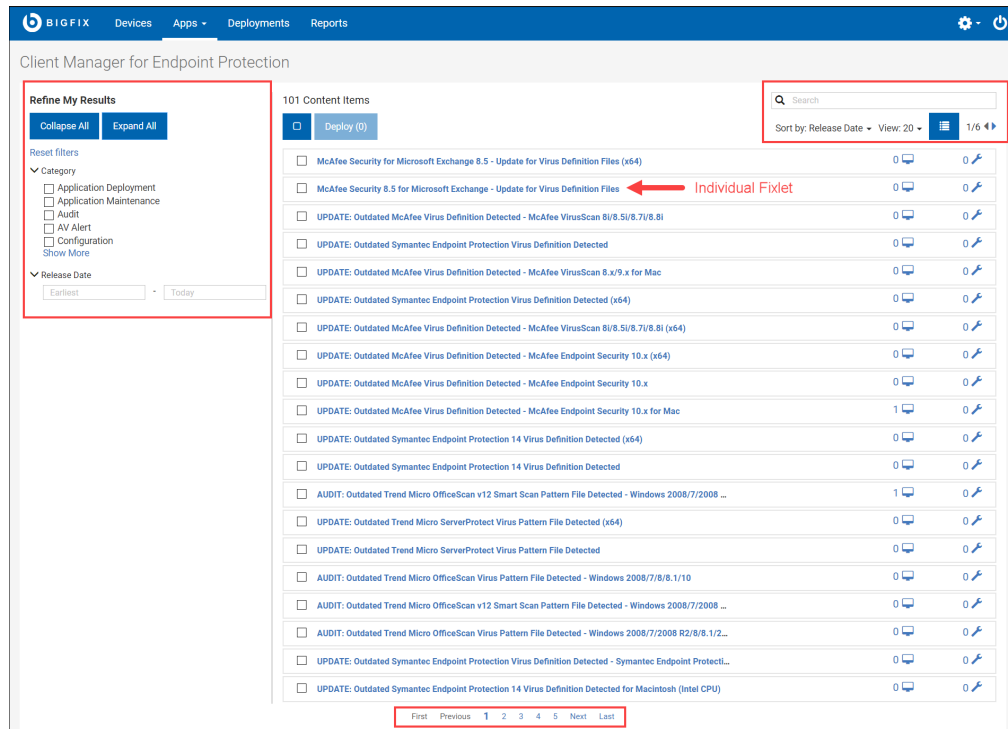 BIGFIX Devices Apps Deployments Reports
Client Manager for Endpoint Protection
Refine My Results
Collapse All Expand All
Reset filters
Category
Application Deployment
Application Maintenance
Audit
AV Alert
Configuration
Show More
Release Date
Earliest - Today
101 Content Items
Deploy (0)
Search
Sort by: Release Date View: 20 1/6
McAfee Security for Microsoft Exchange 8.5 - Update for Virus Definition Files (x64) 0 0
McAfee Security 8.5 for Microsoft Exchange - Update for Virus Definition Files Individual Fixlet 0 0
UPDATE: Outdated McAfee Virus Definition Detected - McAfee VirusScan 8i/8.5i/8.7i/8.8i 0 0
UPDATE: Outdated Symantec Endpoint Protection Virus Definition Detected 0 0
UPDATE: Outdated McAfee Virus Definition Detected - McAfee VirusScan 8.x/9.x for Mac 0 0
UPDATE: Outdated Symantec Endpoint Protection Virus Definition Detected (x64) 0 0
UPDATE: Outdated McAfee Virus Definition Detected - McAfee VirusScan 8i/8.5i/8.7i/8.8i (x64) 0 0
UPDATE: Outdated McAfee Virus Definition Detected - McAfee Endpoint Security 10.x (x64) 0 0
UPDATE: Outdated McAfee Virus Definition Detected - McAfee Endpoint Security 10.x 0 0
UPDATE: Outdated McAfee Virus Definition Detected - McAfee Endpoint Security 10.x for Mac 1 0
UPDATE: Outdated Symantec Endpoint Protection 14 Virus Definition Detected (x64) 0 0
UPDATE: Outdated Symantec Endpoint Protection 14 Virus Definition Detected 0 0
AUDIT: Outdated Trend Micro OfficeScan v12 Smart Scan Pattern File Detected - Windows 2008/7/2008 ... 1 0
UPDATE: Outdated Trend Micro ServerProtect Virus Pattern File Detected (x64) 0 0
UPDATE: Outdated Trend Micro ServerProtect Virus Pattern File Detected 0 0
AUDIT: Outdated Trend Micro OfficeScan Virus Pattern File Detected - Windows 2008/7/8/8.1/10 0 0
AUDIT: Outdated Trend Micro OfficeScan v12 Smart Scan Pattern File Detected - Windows 2008/7/2008 ... 0 0
AUDIT: Outdated Trend Micro OfficeScan Virus Pattern File Detected - Windows 2008/7/2008 R2/8/8.1/2... 0 0
UPDATE: Outdated Symantec Endpoint Protection Virus Definition Detected - Symantec Endpoint Protecti... 0 0
UPDATE: Outdated Symantec Endpoint Protection 14 Virus Definition Detected for Macintosh (Intel CPU) 0 0
First Previous 1 2 3 4 5 Next Last